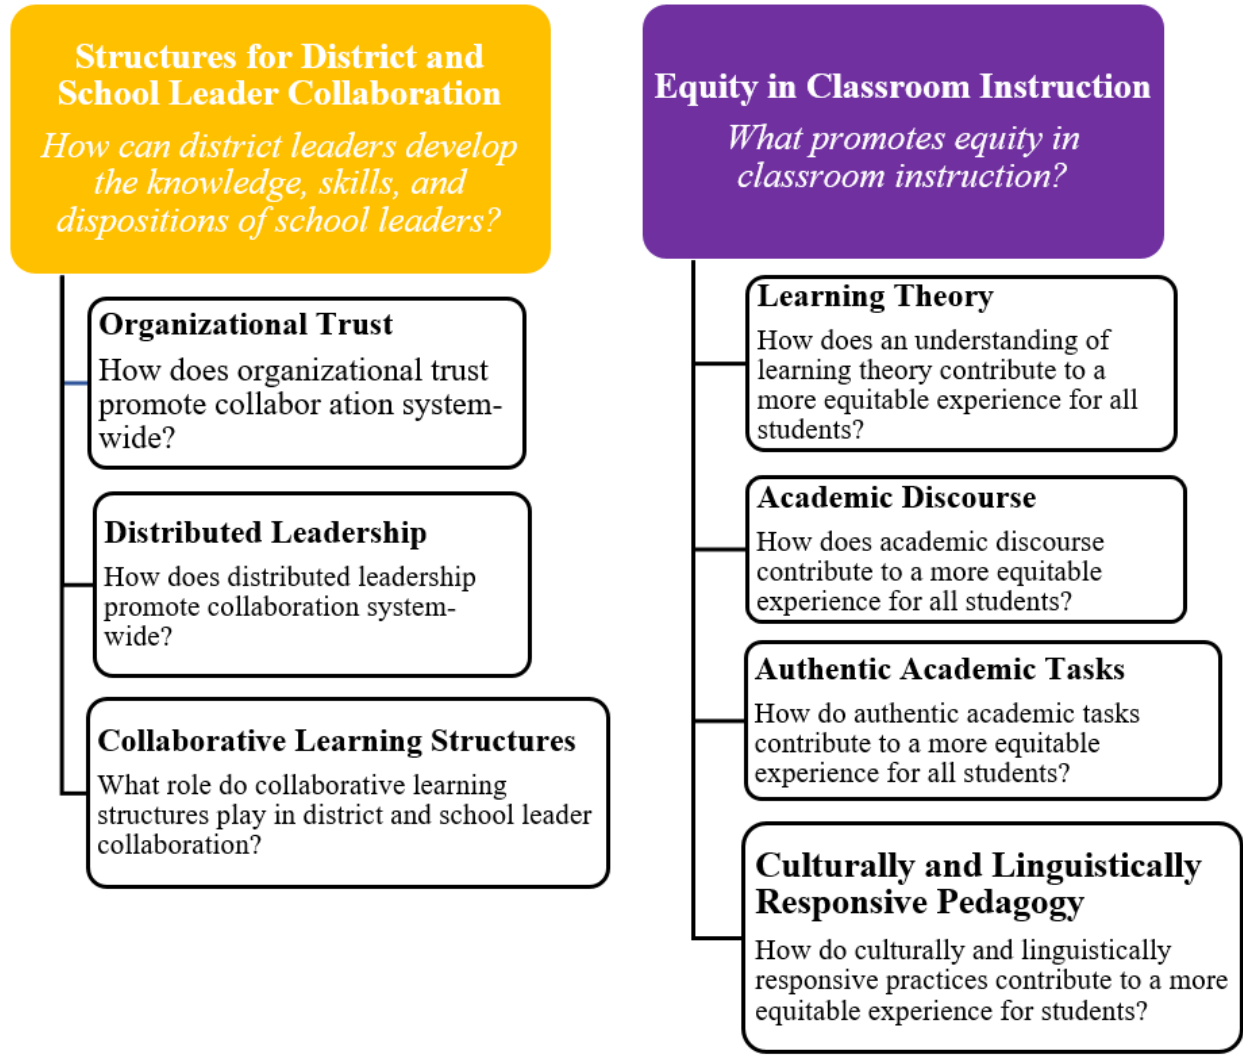 Structures for District and
School Leader Collaboration
How can district leaders develop
the knowledge, skills, and
dispositions of school leaders?
Organizational Trust
How does organizational trust
promote collabor ation system-
wide?
Distributed Leadership
How does distributed leadership
promote collaboration system-
wide?
Collaborative Learning Structures
What role do collaborative learning
structures play in district and school leader
collaboration?
Equity in Classroom Instruction
What promotes equity in
classroom instruction?
Learning Theory
How does an understanding of
learning theory contribute to a
more equitable experience for all
students?
Academic Discourse
How does academic discourse
contribute to a more equitable
experience for all students?
Authentic Academic Tasks
How do authentic academic tasks
contribute to a more equitable
experience for all students?
Culturally and Linguistically
Responsive Pedagogy
How do culturally and linguistically
responsive practices contribute to a more
equitable experience for students?